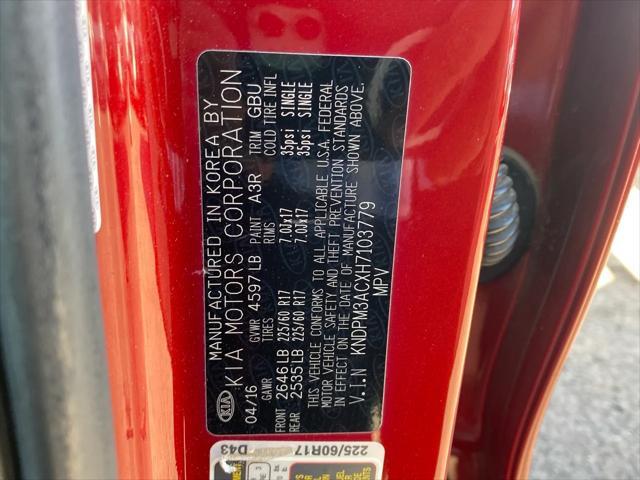 KIA
MANUFACTURED IN KOREA BY
KIA MOTORS CORPORATION
04/16 GVWR 4597LB PAINT A3R TRIM GBU
GAWR TIRES RIMS COLD TIRE INFL
FRONT 2646LB 225/60 R17 7.0Jx17 35psi SINGLE
REAR 2535LB 225/60 R17 7.0Jx17 35psi SINGLE
THIS VEHICLE CONFORMS TO ALL APPLICABLE U.S.A. FEDERAL
MOTOR VEHICLE SAFETY AND THEFT PREVENTION STANDARDS
IN EFFECT ON THE DATE OF MANUFACTURE SHOWN ABOVE.
V.I.N KNDPM3ACXH7103779
MPV
225/60R17
D43